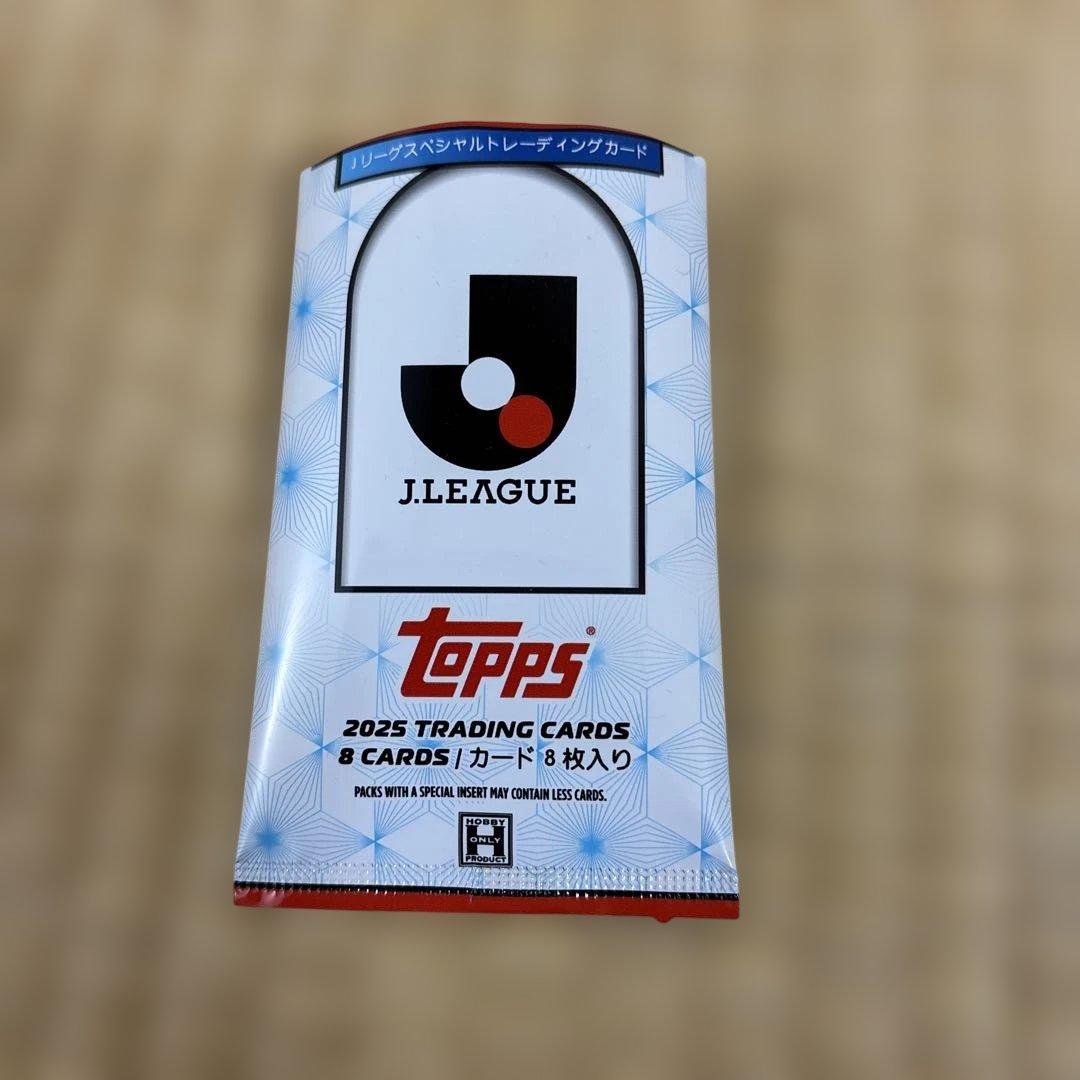 Jリーグスペシャルトレーディングカード
J.LEAGUE
topps®
2025 TRADING CARDS
8 CARDS / カード 8 枚入り
PACKS WITH A SPECIAL INSERT MAY CONTAIN LESS CARDS.
HOBBY
H
ONLY
PRODUCT